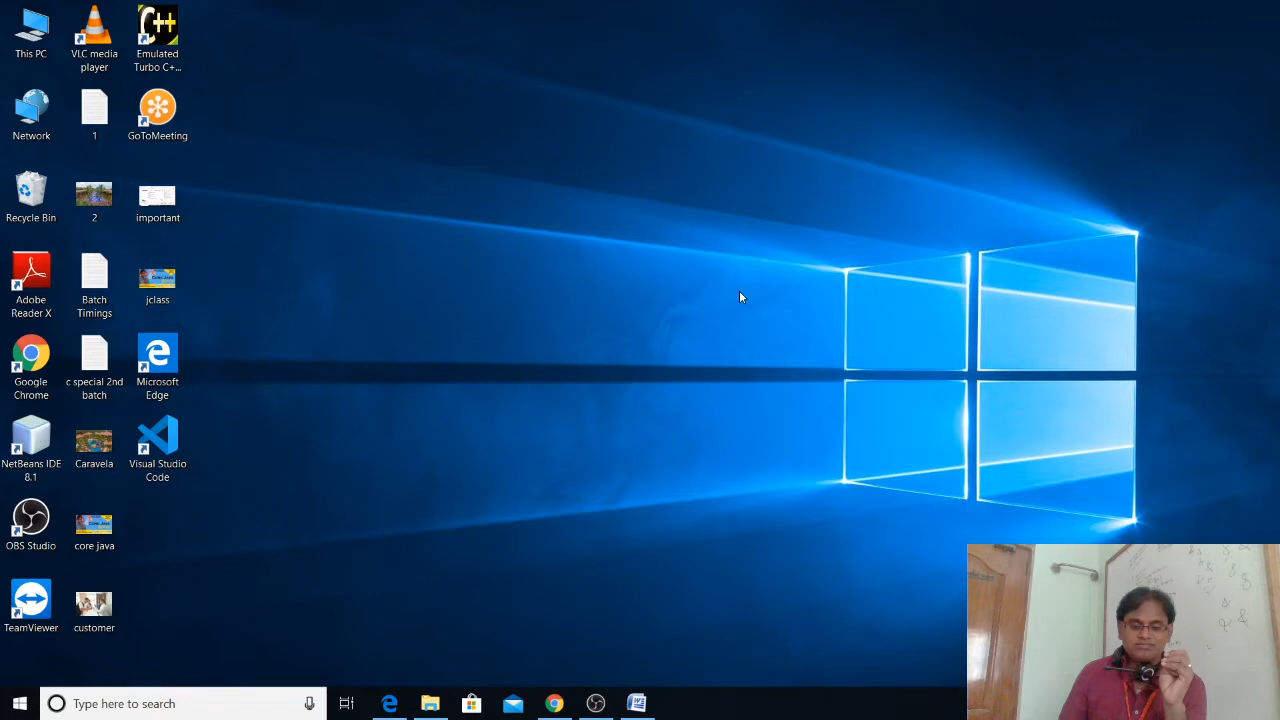 This PC
VLC media
player
Emulated
Turbo C+...
Network
1
GoToMeeting
Recycle Bin
2
important
Adobe
Reader X
Batch
Timings
jclass
Google
Chrome
c special 2nd
batch
Microsoft
Edge
NetBeans IDE
8.1
Caravela
Visual Studio
Code
OBS Studio
core java
TeamViewer
customer
Type here to search